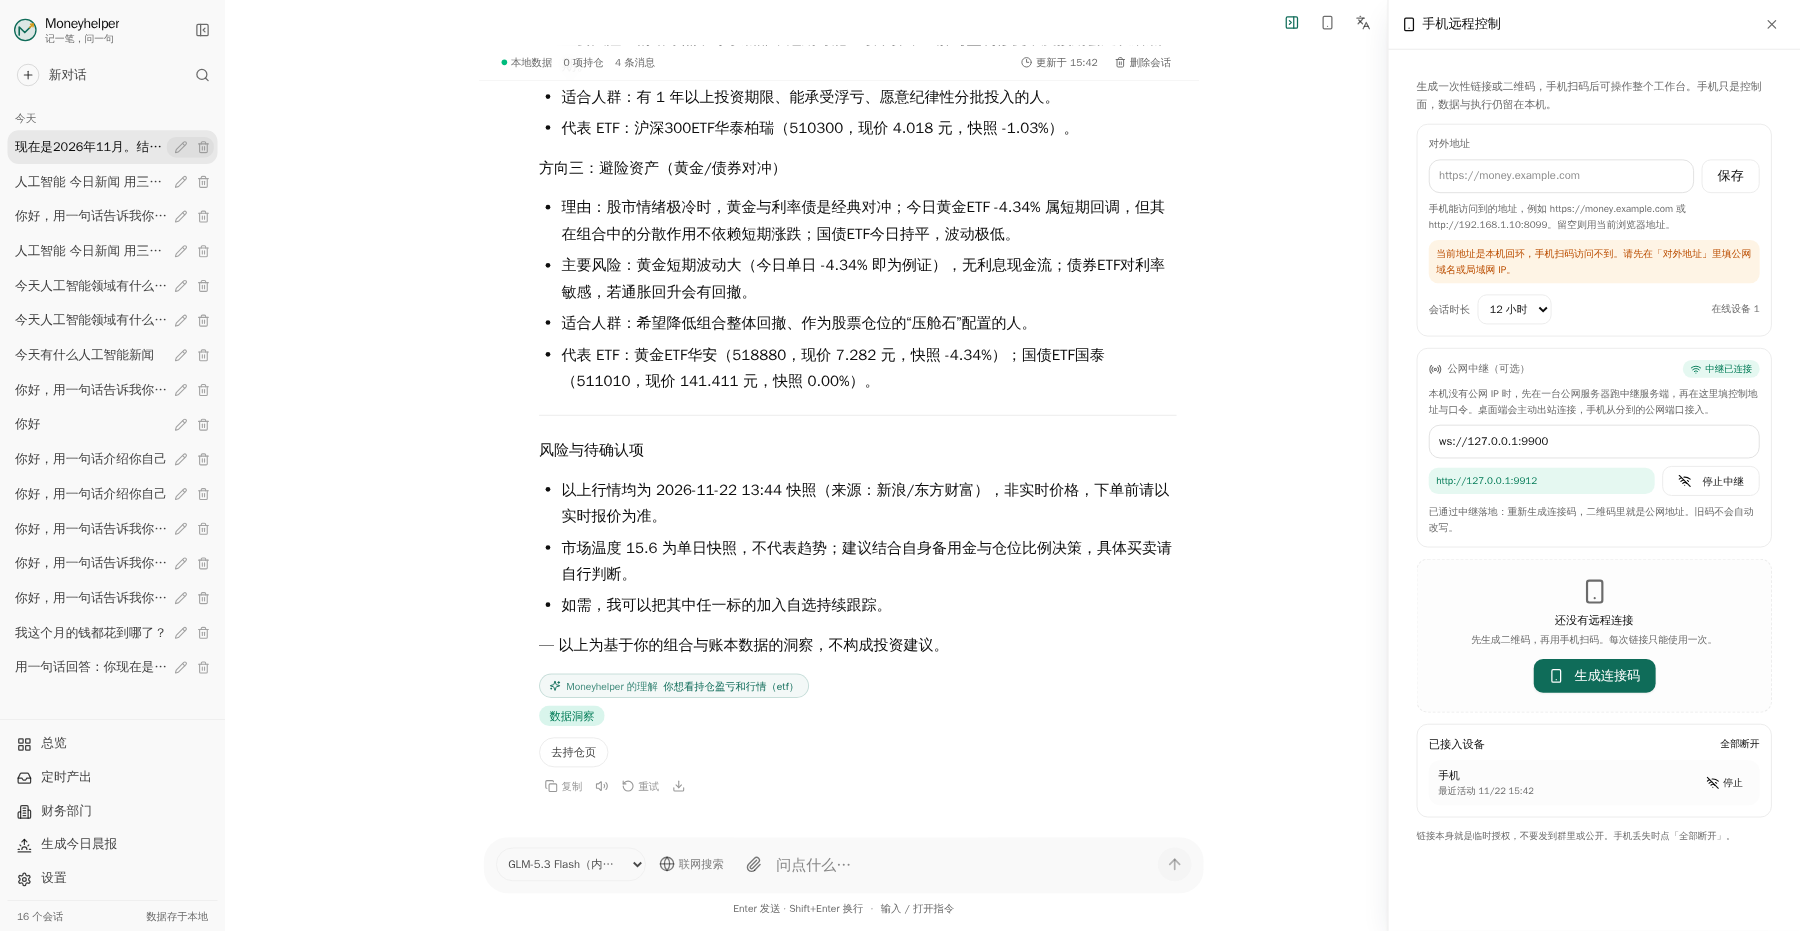 Moneyhelper
记一笔，问一句
新对话
今天
现在是2026年11月。结…
人工智能 今日新闻 用三…
你好，用一句话告诉我你…
人工智能 今日新闻 用三…
今天人工智能领域有什么…
今天人工智能领域有什么…
今天有什么人工智能新闻
你好，用一句话告诉我你…
你好
你好，用一句话介绍你自己
你好，用一句话介绍你自己
你好，用一句话告诉我你…
你好，用一句话告诉我你…
你好，用一句话告诉我你…
我这个月的钱都花到哪了？
用一句话回答：你现在是…
总览
定时产出
财务部门
生成今日晨报
设置
16 个会话 数据存于本地
本地数据 0 项持仓 4 条消息 更新于 15:42 删除会话
• 适合人群：有 1 年以上投资期限、能承受浮亏、愿意纪律性分批投入的人。
• 代表 ETF：沪深300ETF华泰柏瑞（510300，现价 4.018 元，快照 -1.03%）。
方向三：避险资产（黄金/债券对冲）
• 理由：股市情绪极冷时，黄金与利率债是经典对冲；今日黄金ETF -4.34% 属短期回调，但其
在组合中的分散作用不依赖短期涨跌；国债ETF今日持平，波动极低。
• 主要风险：黄金短期波动大（今日单日 -4.34% 即为例证），无利息现金流；债券ETF对利率
敏感，若通胀回升会有回撤。
• 适合人群：希望降低组合整体回撤、作为股票仓位的“压舱石”配置的人。
• 代表 ETF：黄金ETF华安（518880，现价 7.282 元，快照 -4.34%）；国债ETF国泰
（511010，现价 141.411 元，快照 0.00%）。
风险与待确认项
• 以上行情均为 2026-11-22 13:44 快照（来源：新浪/东方财富），非实时价格，下单前请以
实时报价为准。
• 市场温度 15.6 为单日快照，不代表趋势；建议结合自身备用金与仓位比例决策，具体买卖请
自行判断。
• 如需，我可以把其中任一标的加入自选持续跟踪。
— 以上为基于你的组合与账本数据的洞察，不构成投资建议。
Moneyhelper 的理解 你想看持仓盈亏和行情（etf）
数据洞察
去持仓页
复制 重试
GLM-5.3 Flash（内… 联网搜索 问点什么…
Enter 发送 · Shift+Enter 换行 · 输入 / 打开指令
手机远程控制
生成一次性链接或二维码，手机扫码后可操作整个工作台。手机只是控制
面，数据与执行仍留在本机。
对外地址
https://money.example.com 保存
手机能访问到的地址，例如 https://money.example.com 或
http://192.168.1.10:8099。留空则用当前浏览器地址。
当前地址是本机回环，手机扫码访问不到。请先在「对外地址」里填公网
域名或局域网 IP。
会话时长 12 小时 在线设备 1
公网中继（可选） 中继已连接
本机没有公网 IP 时，先在一台公网服务器跑中继服务端，再在这里填控制地
址与口令。桌面端会主动出站连接，手机从分到的公网端口接入。
ws://127.0.0.1:9900
http://127.0.0.1:9912 停止中继
已通过中继落地：重新生成连接码，二维码里就是公网地址。旧码不会自动
改写。
还没有远程连接
先生成二维码，再用手机扫码。每次链接只能使用一次。
生成连接码
已接入设备 全部断开
手机
最近活动 11/22 15:42 停止
链接本身就是临时授权，不要发到群里或公开。手机丢失时点「全部断开」。